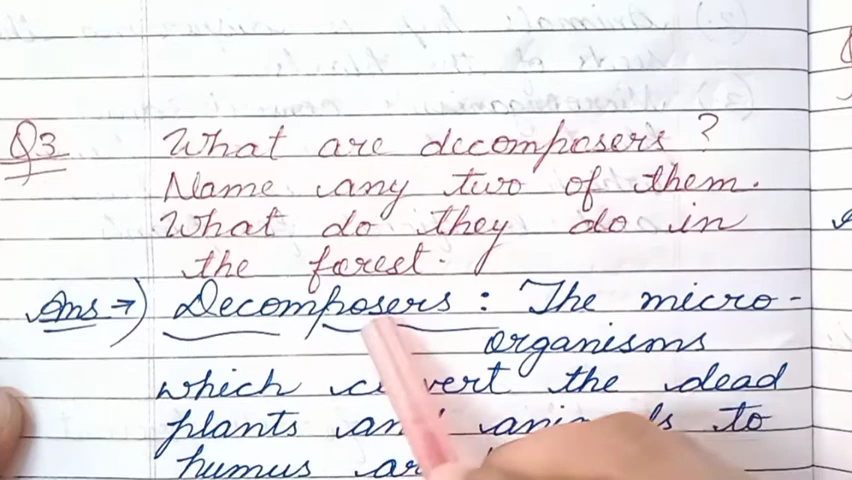 Q3 What are decomposers?
Name any two of them.
What do they do in
the forest.
Ans → Decomposers : The micro-
organisms
which the dead
plants to
humus